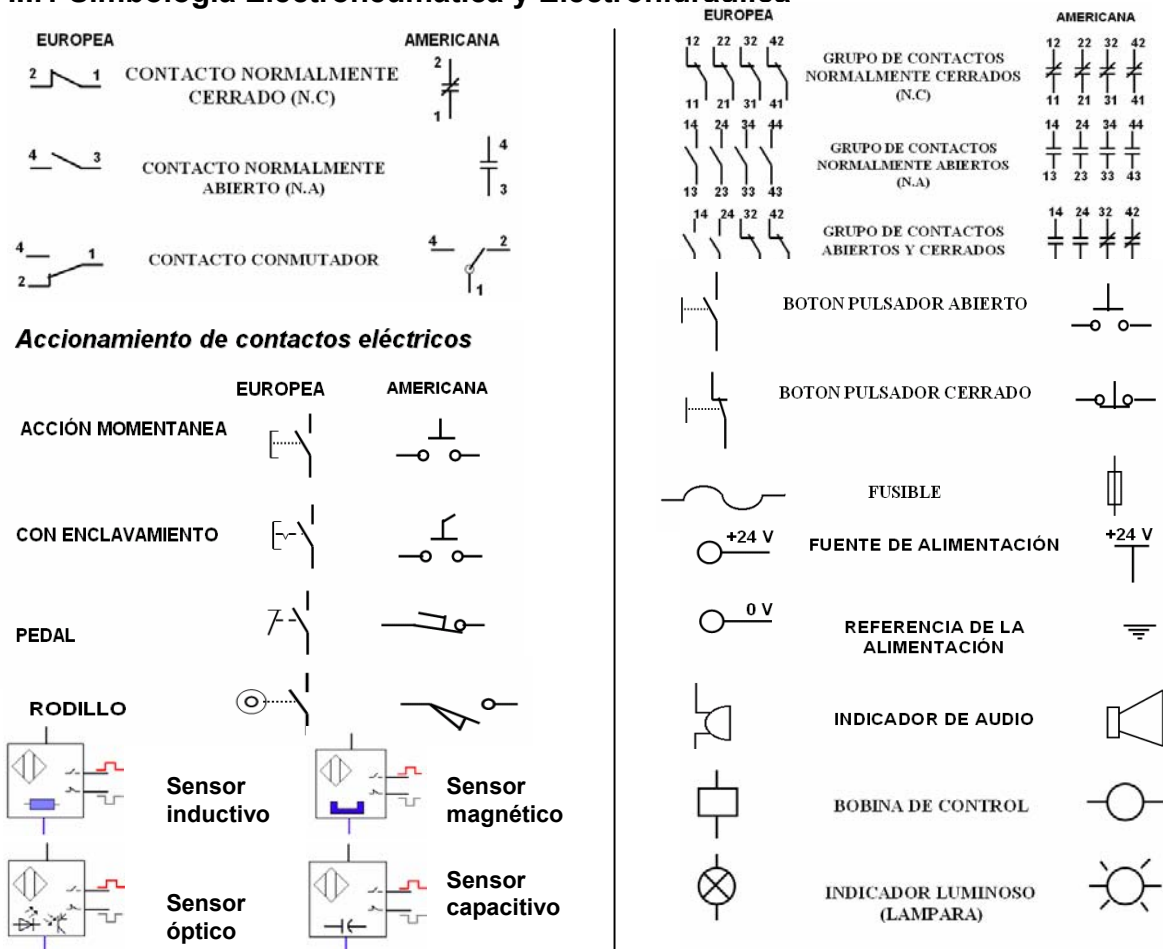 III.1 Simbología Electroneumática y Electrohidráulica
EUROPEA
AMERICANA
2 1
CONTACTO NORMALMENTE
CERRADO (N.C)
2
1
4 3
CONTACTO NORMALMENTE
ABIERTO (N.A)
4
3
4 1
2
CONTACTO CONMUTADOR
4 2
1
Accionamiento de contactos eléctricos
EUROPEA
AMERICANA
ACCIÓN MOMENTANEA
CON ENCLAVAMIENTO
PEDAL
RODILLO
Sensor
inductivo
Sensor
magnético
Sensor
óptico
Sensor
capacitivo
EUROPEA
AMERICANA
12 22 32 42
11 21 31 41
GRUPO DE CONTACTOS
NORMALMENTE CERRADOS
(N.C)
12 22 32 42
11 21 31 41
14 24 34 44
13 23 33 43
GRUPO DE CONTACTOS
NORMALMENTE ABIERTOS
(N.A)
14 24 34 44
13 23 33 43
14 24 32 42
GRUPO DE CONTACTOS
ABIERTOS Y CERRADOS
14 24 32 42
BOTON PULSADOR ABIERTO
BOTON PULSADOR CERRADO
FUSIBLE
+24 V
FUENTE DE ALIMENTACIÓN
+24 V
0 V
REFERENCIA DE LA
ALIMENTACIÓN
INDICADOR DE AUDIO
BOBINA DE CONTROL
INDICADOR LUMINOSO
(LAMPARA)